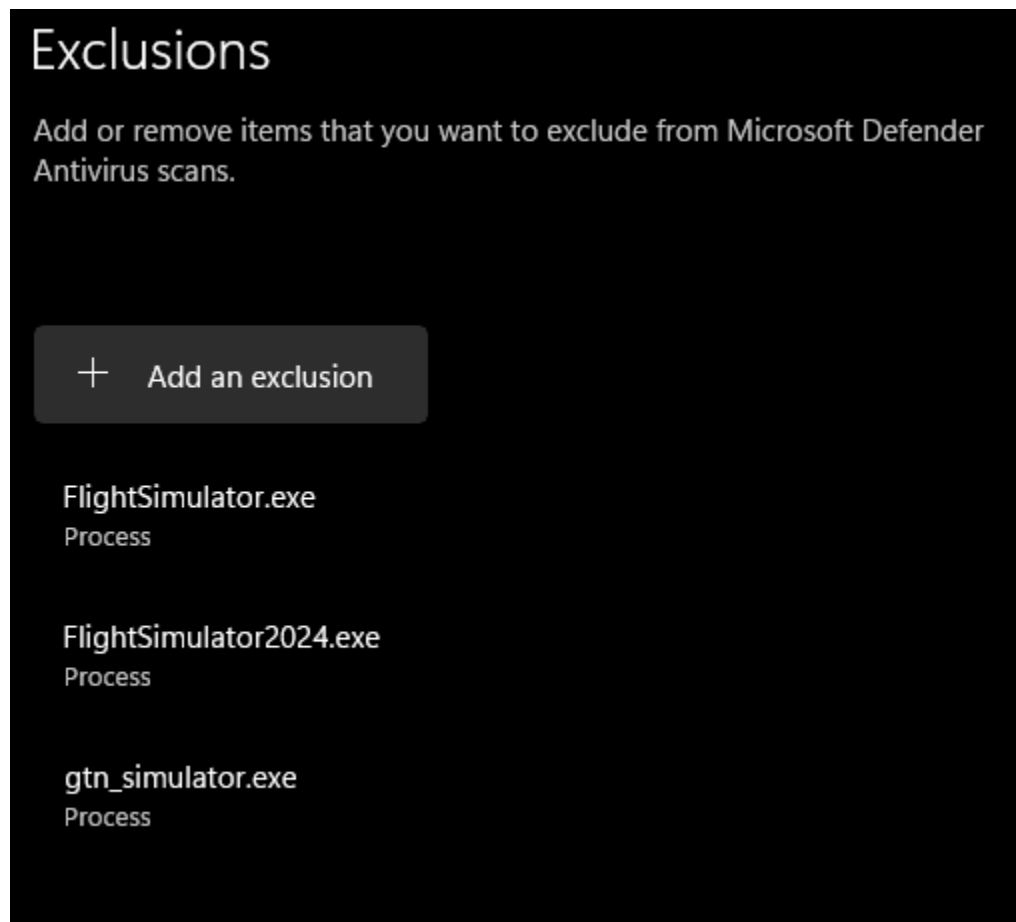 Exclusions
Add or remove items that you want to exclude from Microsoft Defender
Antivirus scans.
Add an exclusion
FlightSimulator.exe
Process
FlightSimulator2024.exe
Process
gtn_simulator.exe
Process